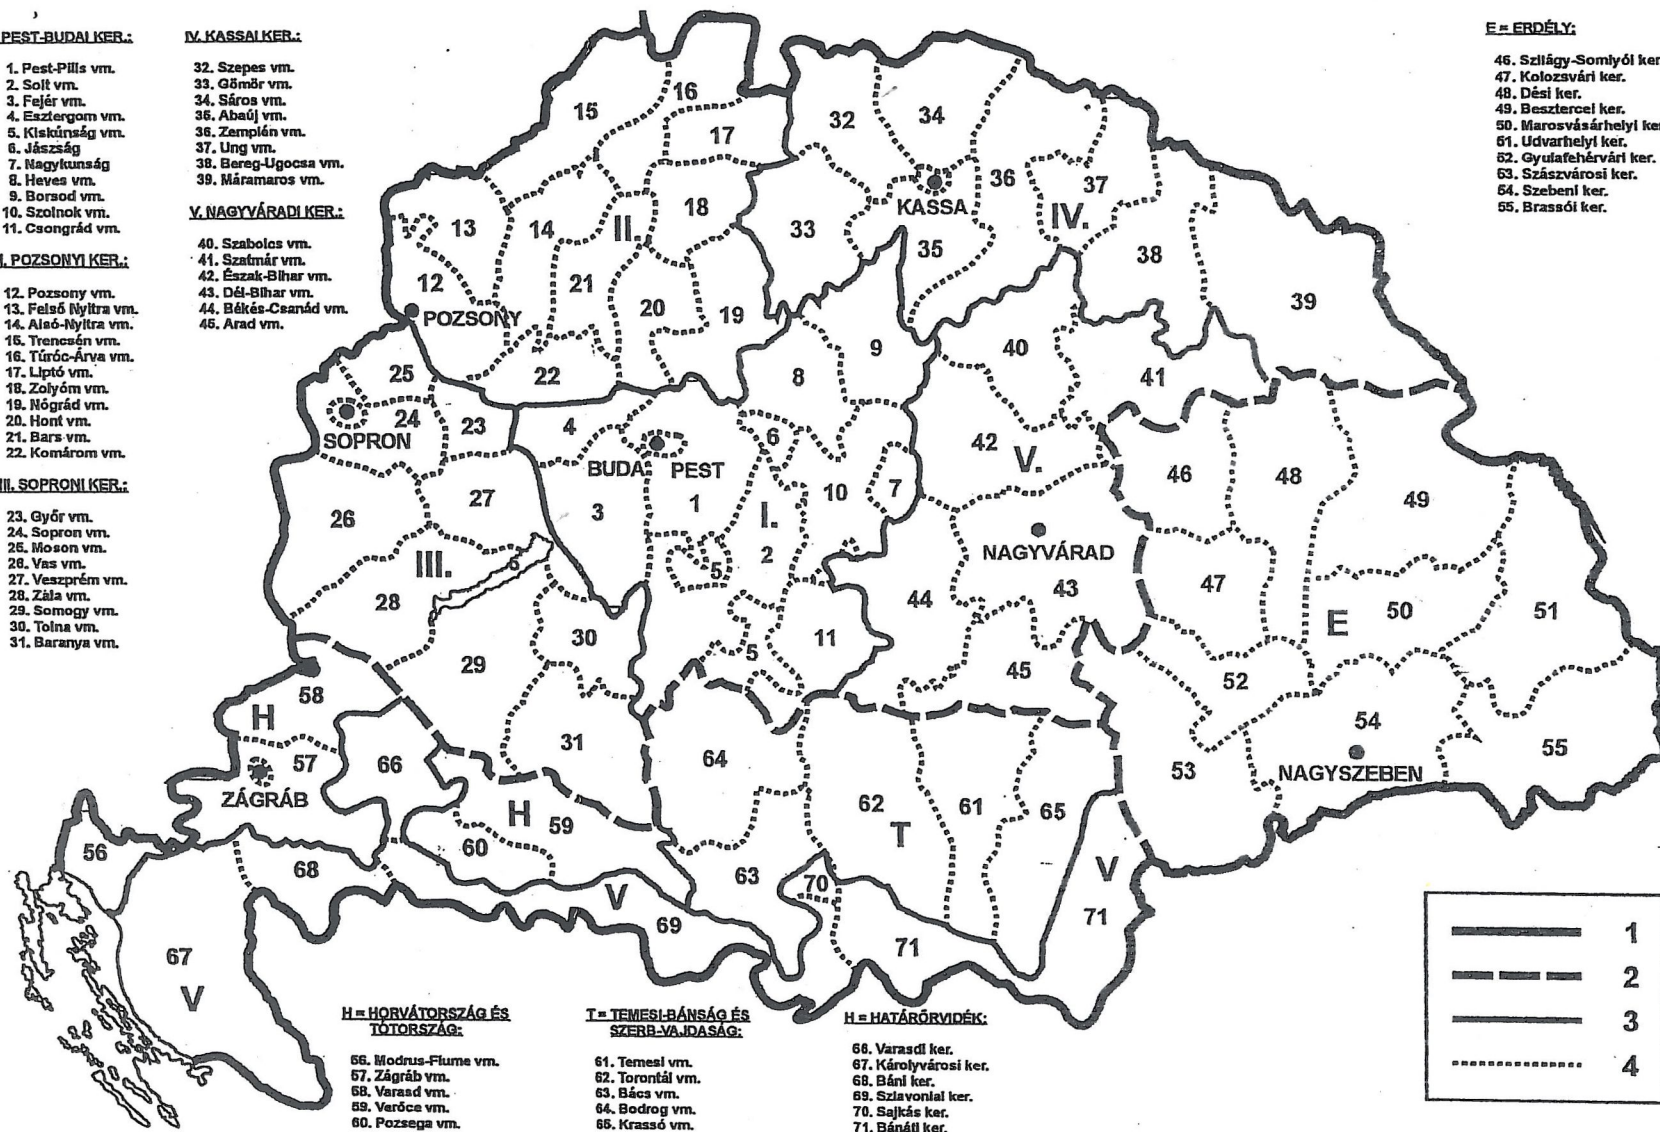 PEST-BUDAI KER.:
1. Pest-Pilis vm.
2. Solt vm.
3. Fejér vm.
4. Esztergom vm.
5. Kiskúnság vm.
6. Jászság
7. Nagykunság
8. Heves vm.
9. Borsod vm.
10. Szolnok vm.
11. Csongrád vm.
I. POZSONYI KER.:
12. Pozsony vm.
13. Felső Nyitra vm.
14. Alsó-Nyitra vm.
15. Trencsén vm.
16. Túróc-Árva vm.
17. Liptó vm.
18. Zolyóm vm.
19. Nógrád vm.
20. Hont vm.
21. Bars vm.
22. Komárom vm.
III. SOPRONI KER.:
23. Győr vm.
24. Sopron vm.
25. Moson vm.
26. Vas vm.
27. Veszprém vm.
28. Zala vm.
29. Somogy vm.
30. Tolna vm.
31. Baranya vm.
IV. KASSAI KER.:
32. Szepes vm.
33. Gömör vm.
34. Sáros vm.
35. Abaúj vm.
36. Zemplén vm.
37. Ung vm.
38. Bereg-Ugocsa vm.
39. Máramaros vm.
V. NAGYVÁRADI KER.:
40. Szabolcs vm.
41. Szatmár vm.
42. Észak-Bihar vm.
43. Dél-Bihar vm.
44. Békés-Csanád vm.
45. Arad vm.
E = ERDÉLY:
46. Szilágy-Somlyói ker
47. Kolozsvári ker.
48. Dési ker.
49. Besztercei ker.
50. Marosvásárhelyi ke
51. Udvarhelyi ker.
52. Gyulafehérvári ker.
53. Szászvárosi ker.
54. Szebeni ker.
55. Brassói ker.
15
16
17
32
34
36
37
KASSA
IV.
13
14
II.
18
33
35
38
39
12
21
20
19
POZSONY
25
22
8
9
40
41
24
23
SOPRON
4
6
BUDA
PEST
42
V.
46
48
49
26
27
3
1
I.
10
7
2
NAGYVÁRAD
III.
5
28
44
43
47
50
51
E
30
11
29
5
45
52
58
H
57
66
31
64
54
55
53
NAGYSZEBEN
ZÁGRÁB
H
59
60
62
T
61
65
V
56
68
V
63
70
69
71
71
67
V
H = HORVÁTORSZÁG ÉS
TÓTORSZÁG:
56. Modrus-Fiume vm.
57. Zágráb vm.
58. Varasd vm.
59. Verőce vm.
60. Pozsega vm.
T = TEMESI-BÁNSÁG ÉS
SZERB-VAJDASÁG:
61. Temesi vm.
62. Torontál vm.
63. Bács vm.
64. Bodrog vm.
65. Krassó vm.
H = HATÁRŐRVIDÉK:
66. Varasdi ker.
67. Károlyvárosi ker.
68. Báni ker.
69. Szlavoniai ker.
70. Sajkás ker.
71. Bánáti ker.
1
2
3
4